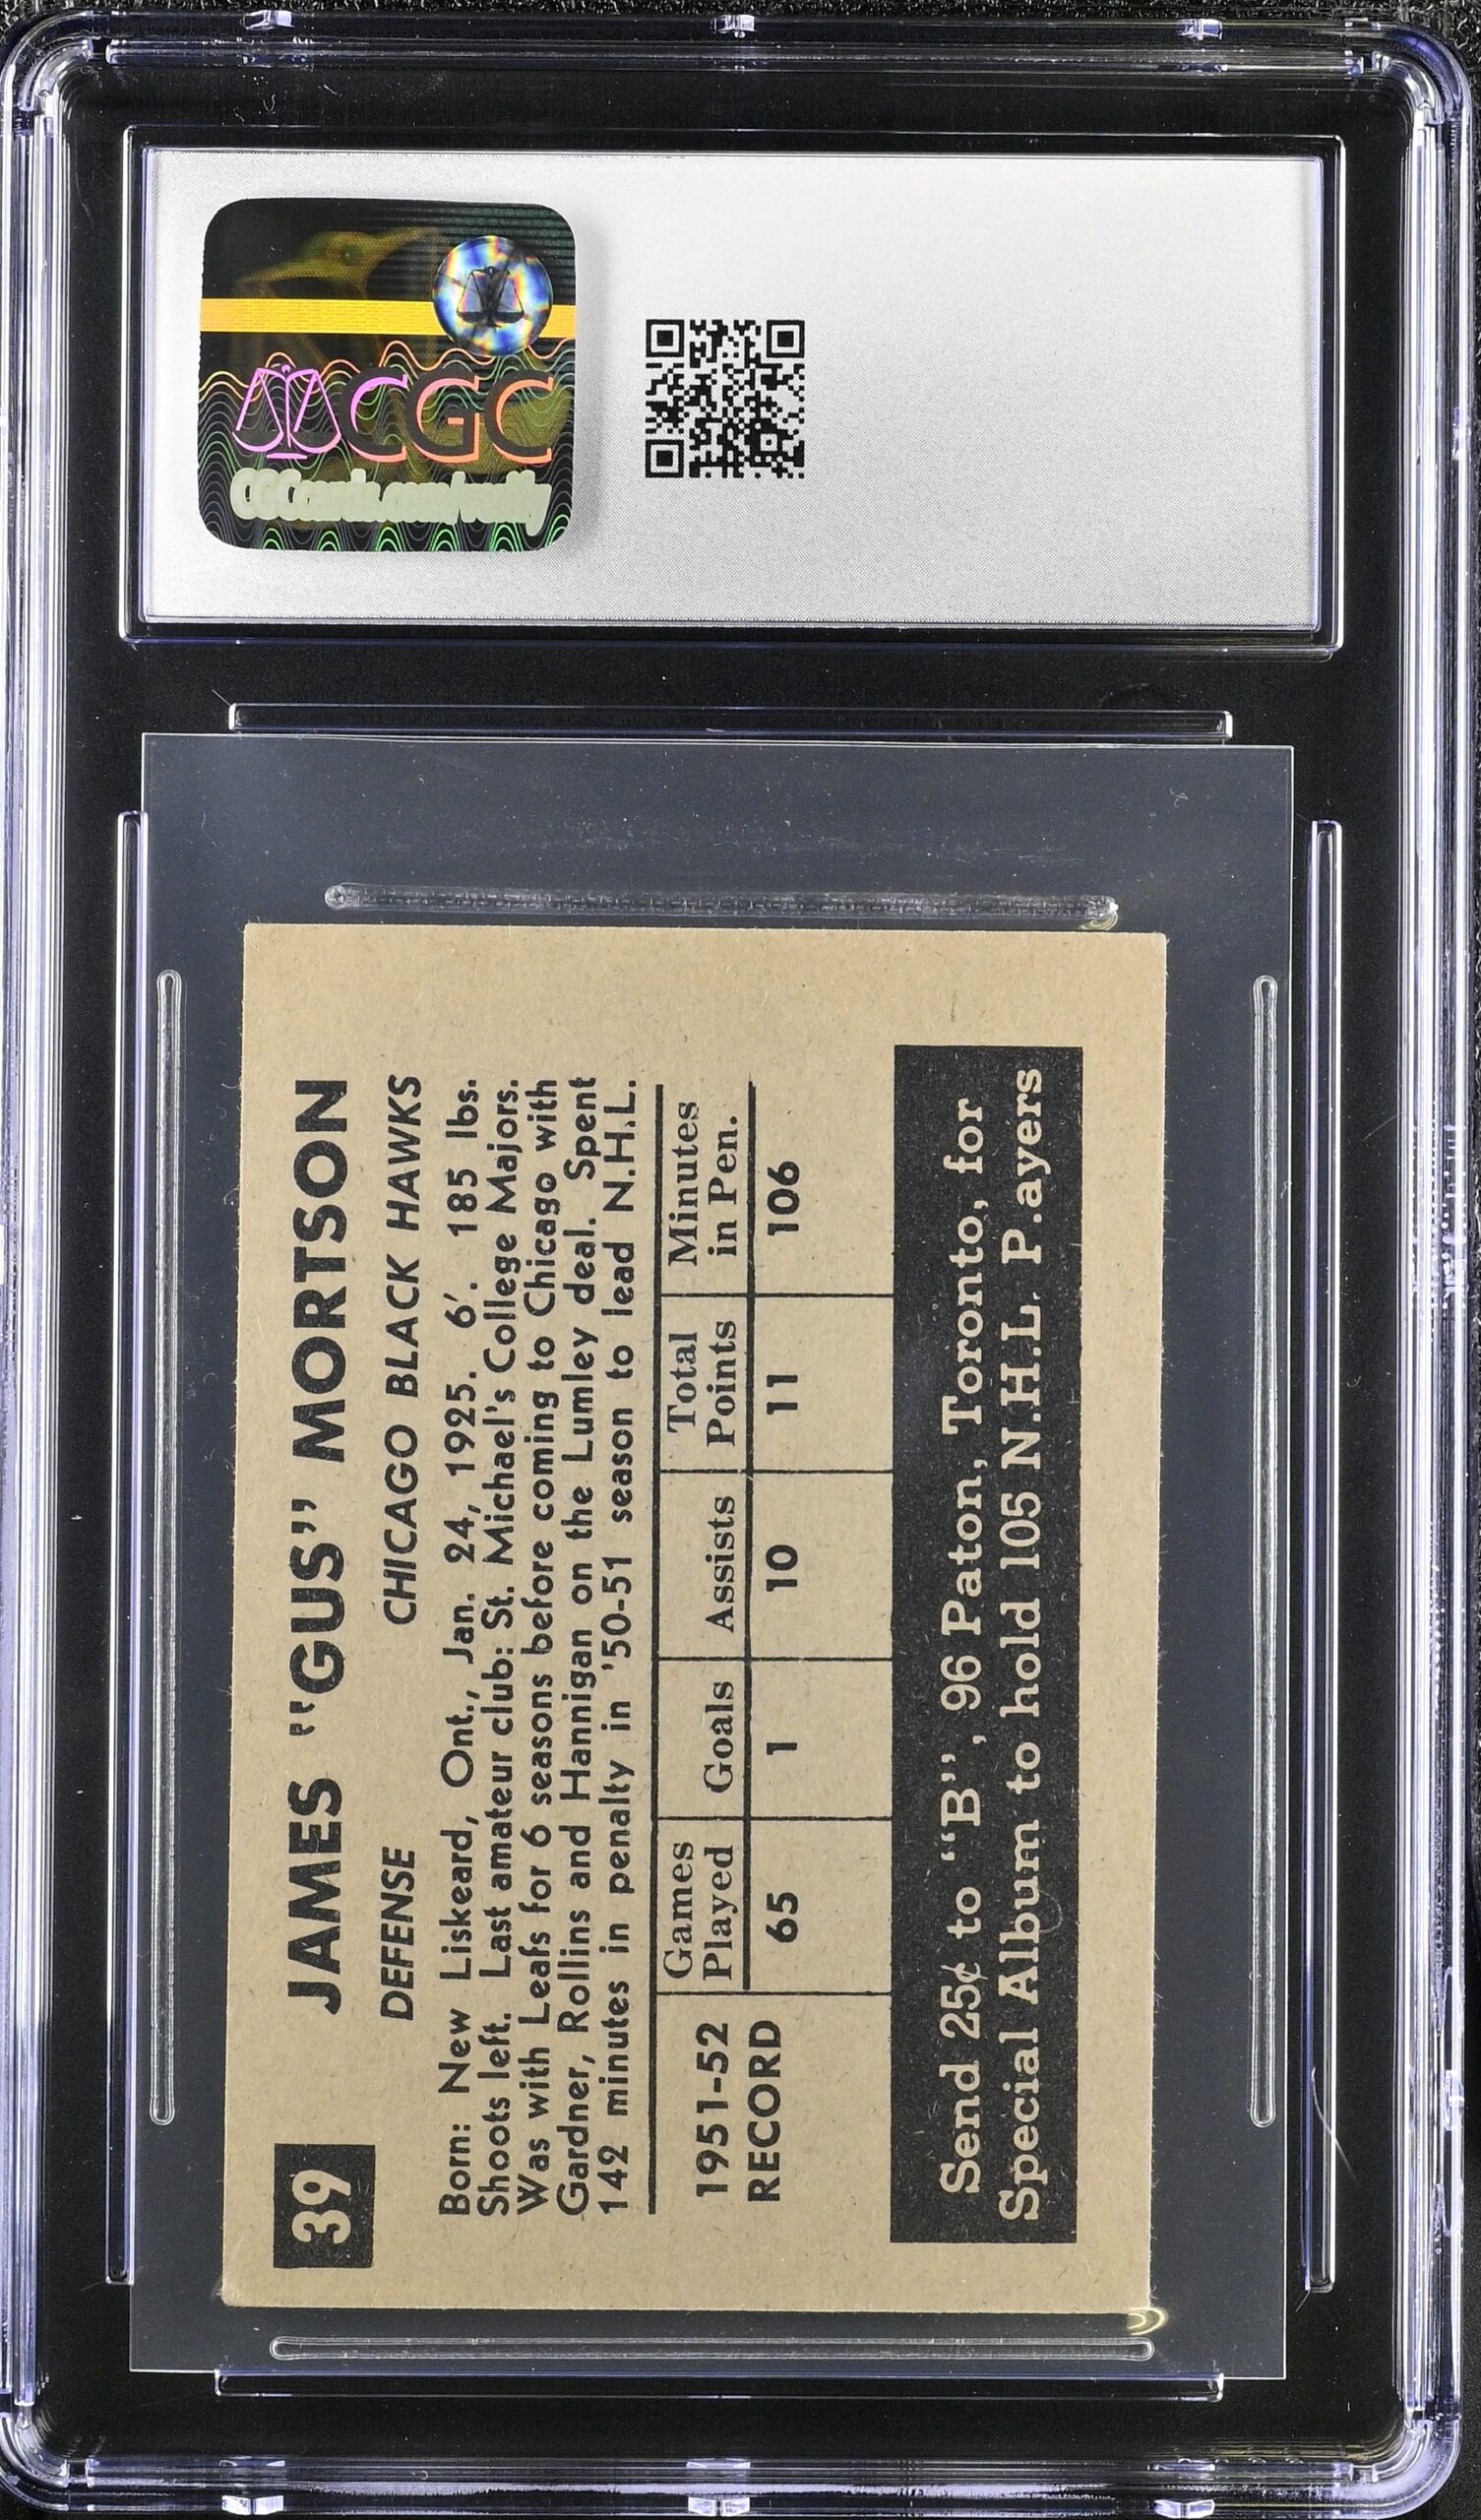 CGC
CGCcards.com/verify
39
JAMES "GUS" MORTSON
DEFENSE CHICAGO BLACK HAWKS
Born: New Liskeard, Ont., Jan. 24, 1925. 6'. 185 lbs.
Shoots left. Last amateur club: St. Michael's College Majors.
Was with Leafs for 6 seasons before coming to Chicago with
Gardner, Rollins and Hannigan on the Lumley deal. Spent
142 minutes in penalty in '50-51 season to lead N.H.L.
1951-52 RECORD
Games Played Goals Assists Total Points Minutes in Pen.
65 1 10 11 106
Send 25¢ to "B", 96 Paton, Toronto, for
Special Album to hold 105 N.H.L. P.ayers